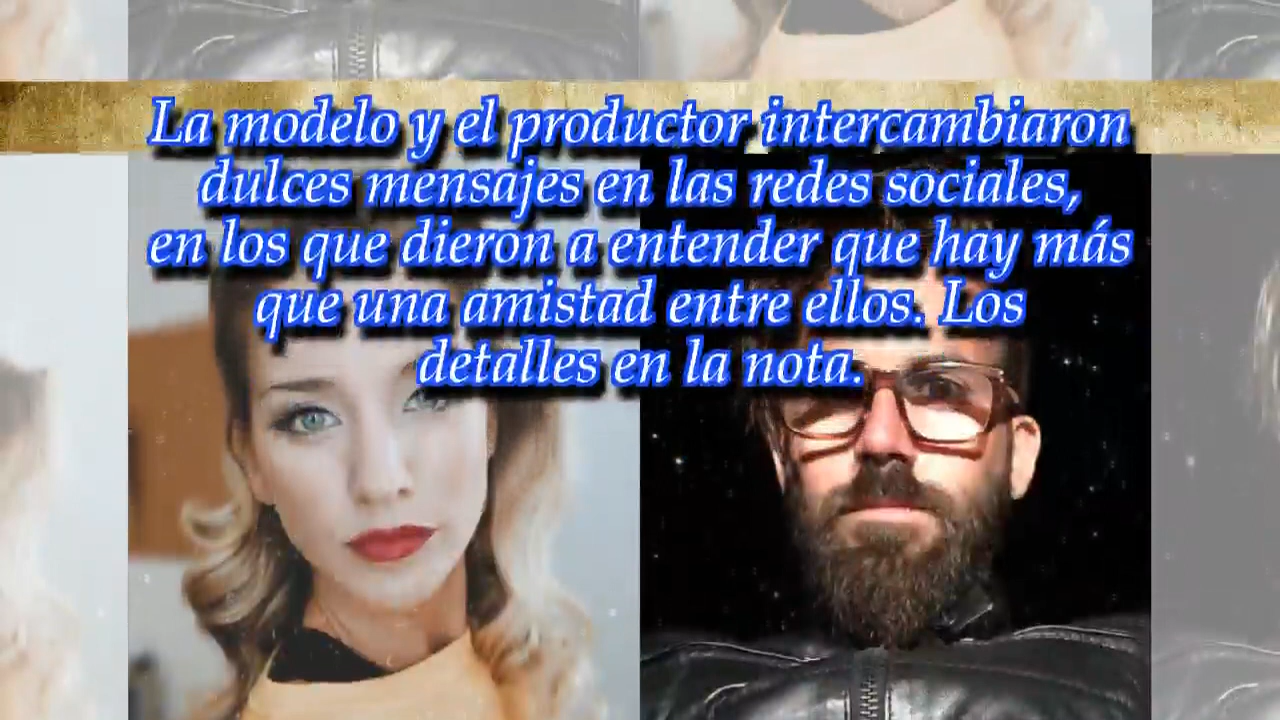 La modelo y el productor intercambiaron
dulces mensajes en las redes sociales,
en los que dieron a entender que hay más
que una amistad entre ellos. Los
detalles en la nota.